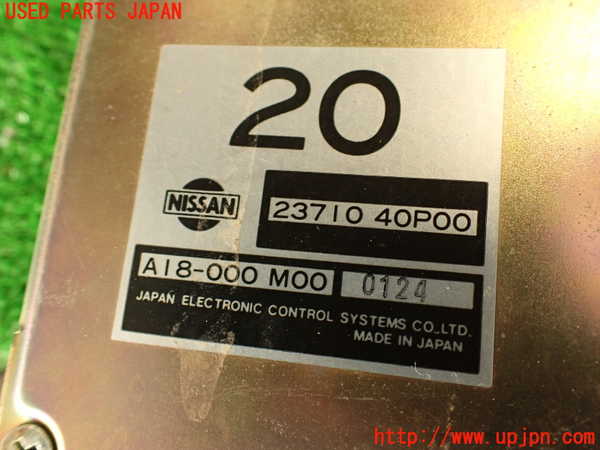 USED PARTS JAPAN
20
NISSAN
23710 40P00
A18-000 M00 0124
JAPAN ELECTRONIC CONTROL SYSTEMS CO.,LTD.
MADE IN JAPAN
http://www.upjpn.com/